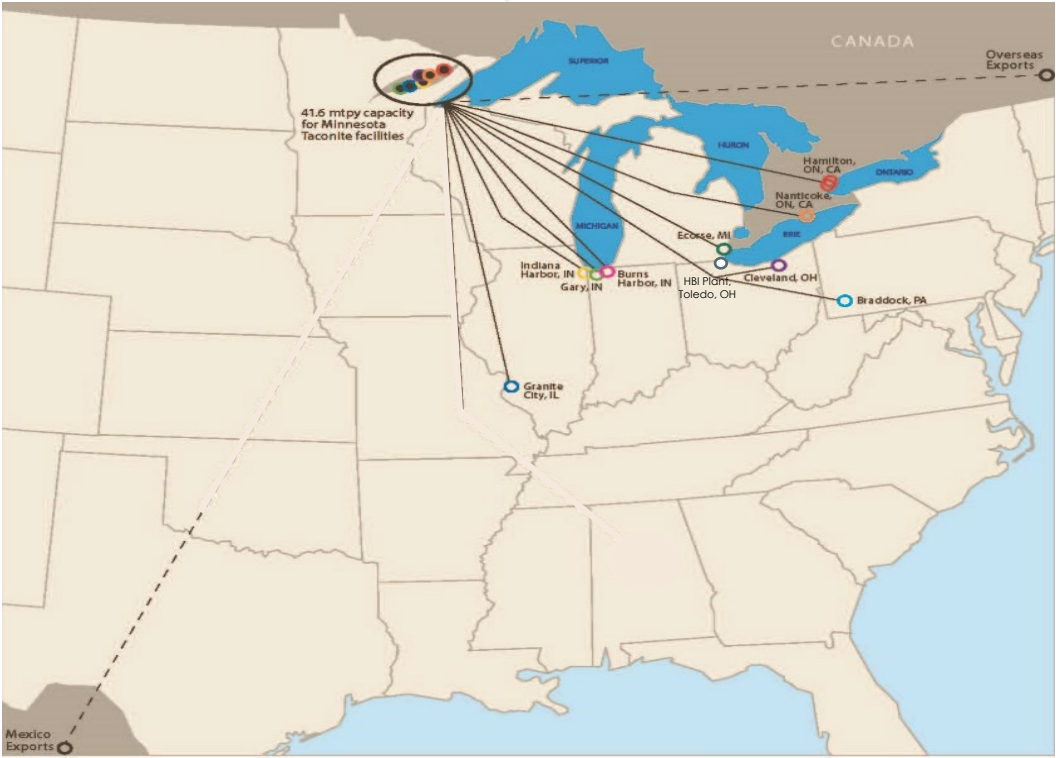 CANADA
Overseas
Exports
SUPERIOR
41.6 mtpy capacity
for Minnesota
Taconite facilities
HURON
Hamilton,
ON, CA
ONTARIO
Nanticoke,
ON, CA
MICHIGAN
Ecorse, MI
ERIE
Indiana
Harbor, IN
Gary, IN
Burns
Harbor, IN
HBI Plant,
Toledo, OH
Cleveland, OH
Braddock, PA
Granite
City, IL
Mexico
Exports